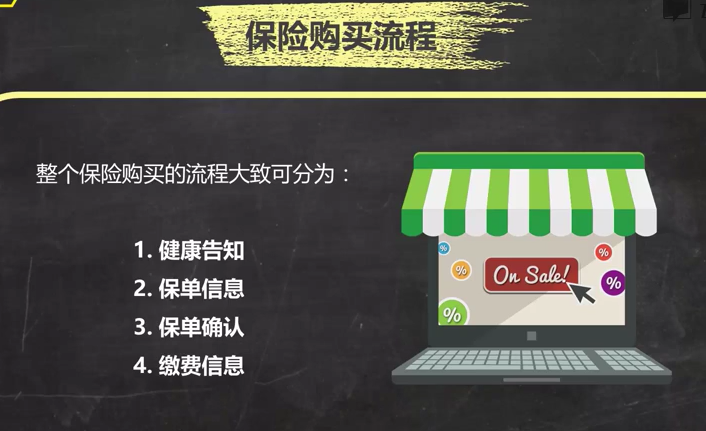 保险购买流程
整个保险购买的流程大致可分为：
1. 健康告知
2. 保单信息
3. 保单确认
4. 缴费信息
On Sale!
%
%
%
%
%